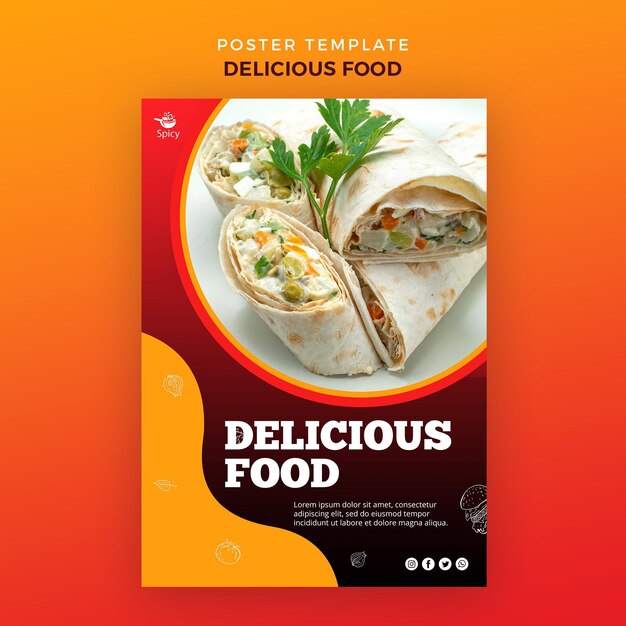 POSTER TEMPLATE
DELICIOUS FOOD
Spicy
DELICIOUS
FOOD
Lorem ipsum dolor sit amet, consectetur
adipiscing elit, sed do eiusmod tempor
incididunt ut labore et dolore magna aliqua.